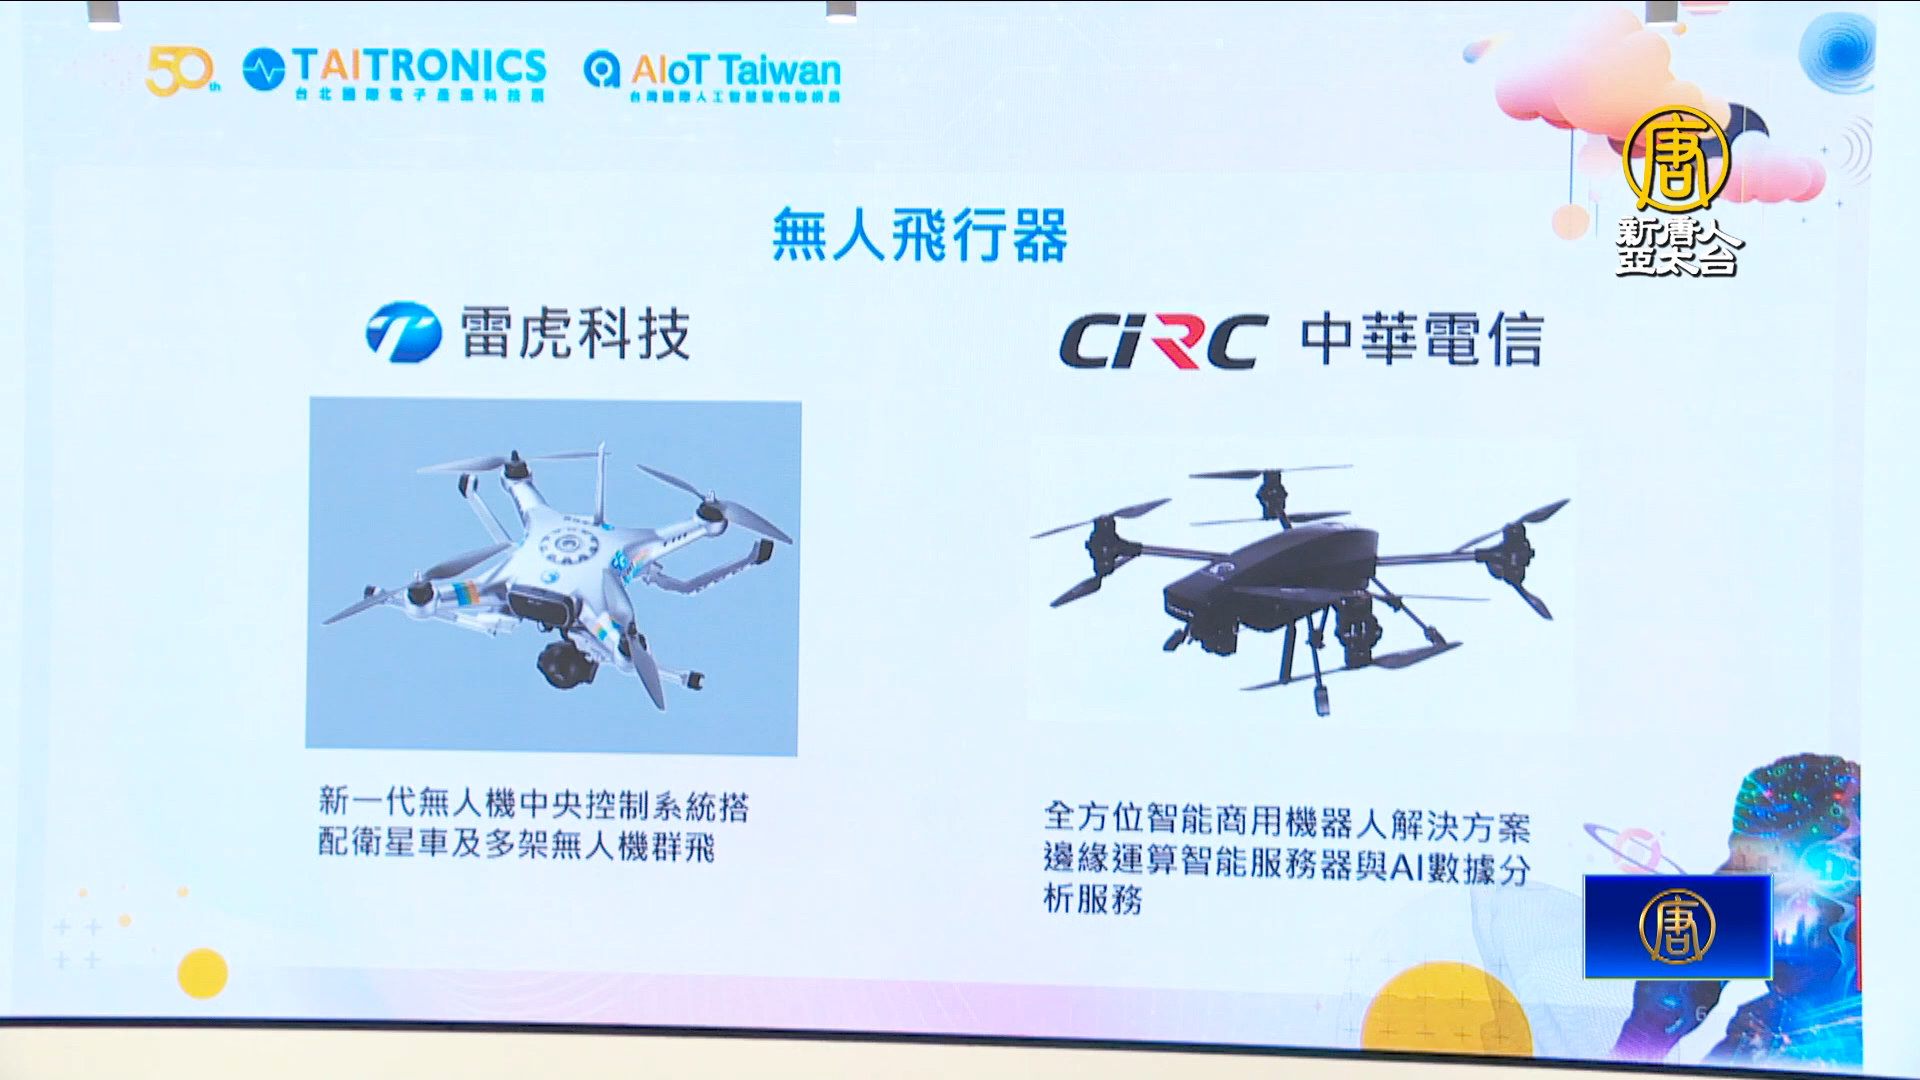 50th
TAITRONICS
台北國際電子產業科技展
AIoT Taiwan
台灣國際人工智慧暨物聯網展
唐
新唐人
亞太台
無人飛行器
雷虎科技
CIRC 中華電信
新一代無人機中央控制系統搭
配衛星車及多架無人機群飛
全方位智能商用機器人解決方案
邊緣運算智能服務器與AI數據分
析服務
唐
6